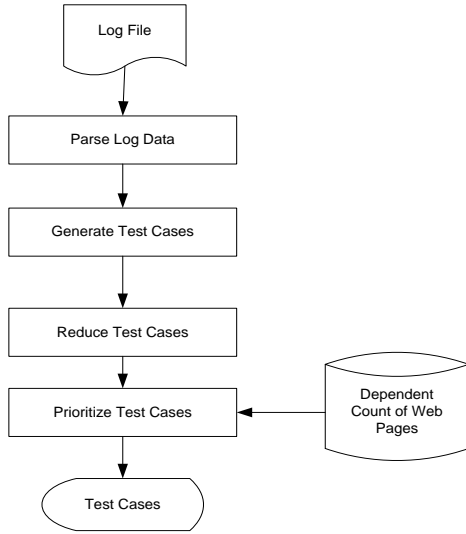 Log File
Parse Log Data
Generate Test Cases
Reduce Test Cases
Prioritize Test Cases
Dependent
Count of Web
Pages
Test Cases